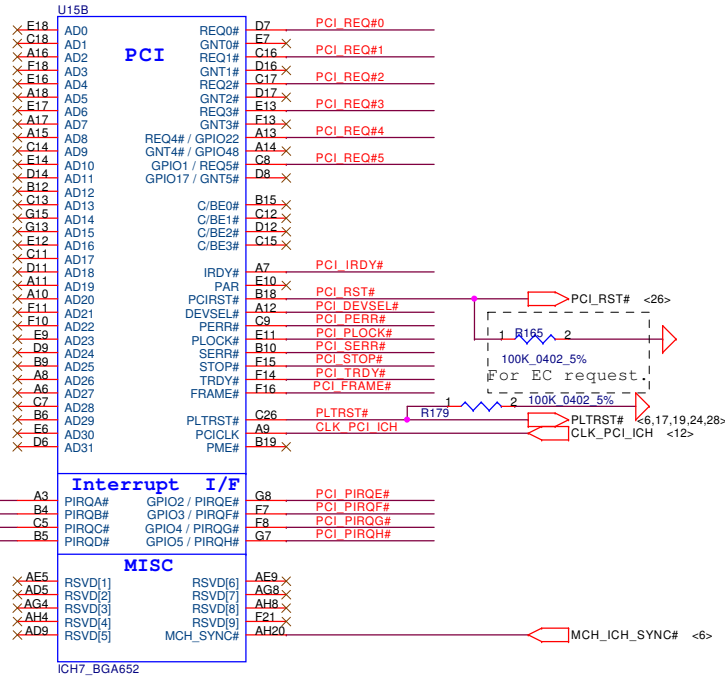 U15B
PCI
E18 AD0 REQ0# D7 PCI_REQ#0
C18 AD1 GNT0# E7
A16 AD2 REQ1# C16 PCI_REQ#1
F18 AD3 GNT1# D16
E16 AD4 REQ2# C17 PCI_REQ#2
A18 AD5 GNT2# D17
E17 AD6 REQ3# E13 PCI_REQ#3
A17 AD7 GNT3# F13
A15 AD8 REQ4# / GPIO22 A13 PCI_REQ#4
C14 AD9 GNT4# / GPIO48 A14
E14 AD10 GPIO1 / REQ5# C8 PCI_REQ#5
D14 AD11 GPIO17 / GNT5# D8
B12 AD12
C13 AD13 C/BE0# B15
G15 AD14 C/BE1# C12
G13 AD15 C/BE2# D12
E12 AD16 C/BE3# C15
C11 AD17
D11 AD18 IRDY# A7 PCI_IRDY#
A11 AD19 PAR E10
A10 AD20 PCIRST# B18 PCI_RST# PCI_RST# <26>
F11 AD21 DEVSEL# A12 PCI_DEVSEL#
F10 AD22 PERR# C9 PCI_PERR#
E9 AD23 PLOCK# E11 PCI_PLOCK# 1 R165 2
D9 AD24 SERR# B10 PCI_SERR#
B9 AD25 STOP# F15 PCI_STOP# 100K_0402_5%
A8 AD26 TRDY# F14 PCI_TRDY# For EC request.
A6 AD27 FRAME# F16 PCI_FRAME#
C7 AD28 1 2 100K_0402_5%
B6 AD29 PLTRST# C26 PLTRST# R179 PLTRST# <6,17,19,24,28>
E6 AD30 PCICLK A9 CLK_PCI_ICH CLK_PCI_ICH <12>
D6 AD31 PME# B19
Interrupt I/F
A3 PIRQA# GPIO2 / PIRQE# G8 PCI_PIRQE#
B4 PIRQB# GPIO3 / PIRQF# F7 PCI_PIRQF#
C5 PIRQC# GPIO4 / PIRQG# F8 PCI_PIRQG#
B5 PIRQD# GPIO5 / PIRQH# G7 PCI_PIRQH#
MISC
AE5 RSVD[1] RSVD[6] AE9
AD5 RSVD[2] RSVD[7] AG8
AG4 RSVD[3] RSVD[8] AH8
AH4 RSVD[4] RSVD[9] F21
AD9 RSVD[5] MCH_SYNC# AH20 MCH_ICH_SYNC# <6>
ICH7_BGA652